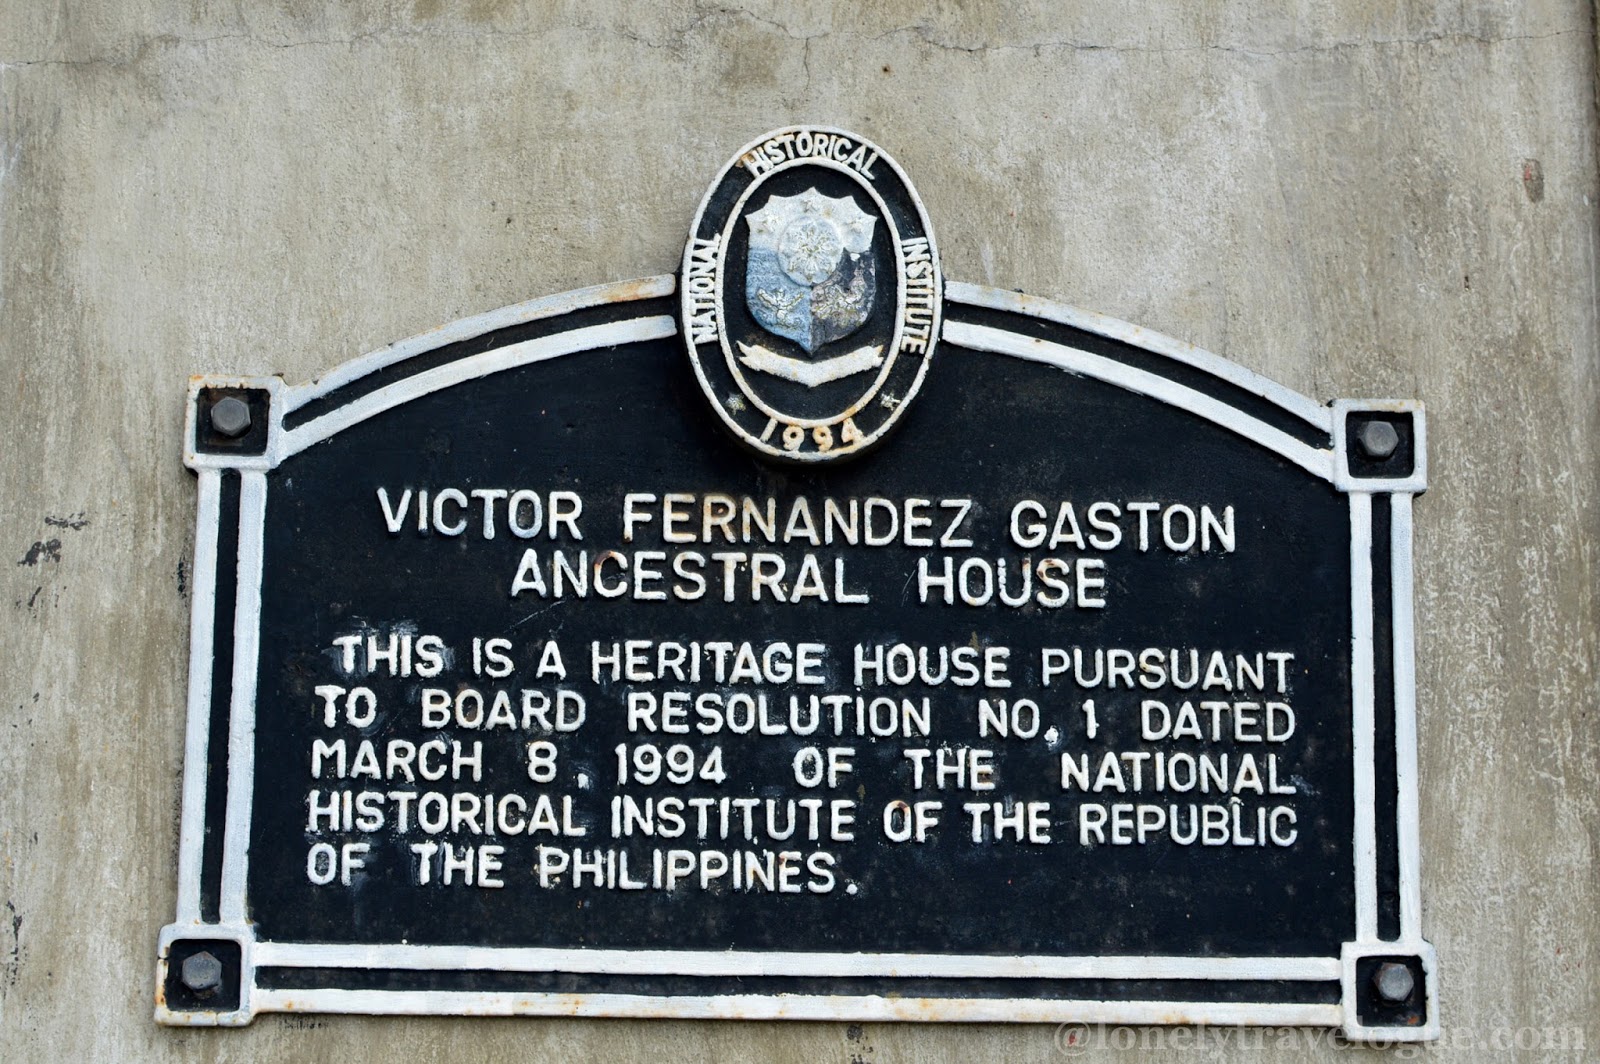 NATIONAL HISTORICAL INSTITUTE
1994
VICTOR FERNANDEZ GASTON
ANCESTRAL HOUSE
THIS IS A HERITAGE HOUSE PURSUANT
TO BOARD RESOLUTION NO. 1 DATED
MARCH 8, 1994 OF THE NATIONAL
HISTORICAL INSTITUTE OF THE REPUBLIC
OF THE PHILIPPINES.
@lonelytravelogue.com